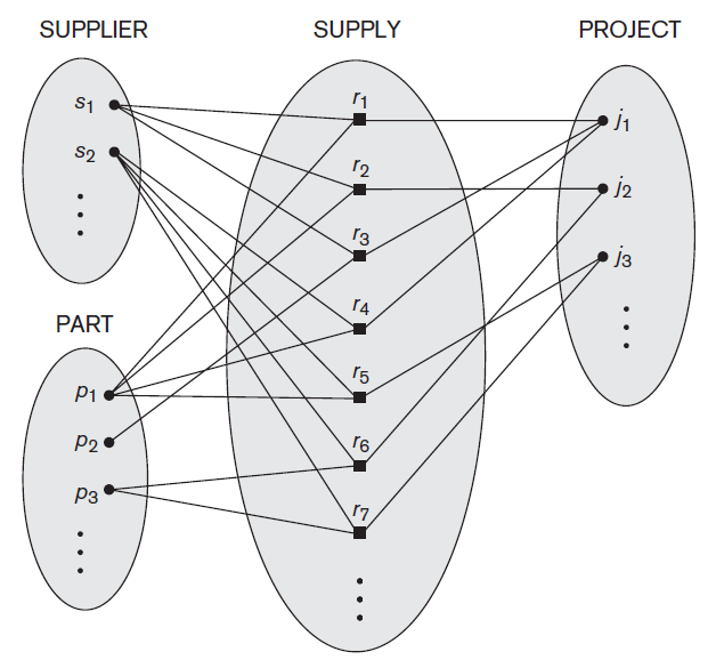 SUPPLIER
s1
s2
PART
p1
p2
p3
SUPPLY
r1
r2
r3
r4
r5
r6
r7
PROJECT
j1
j2
j3